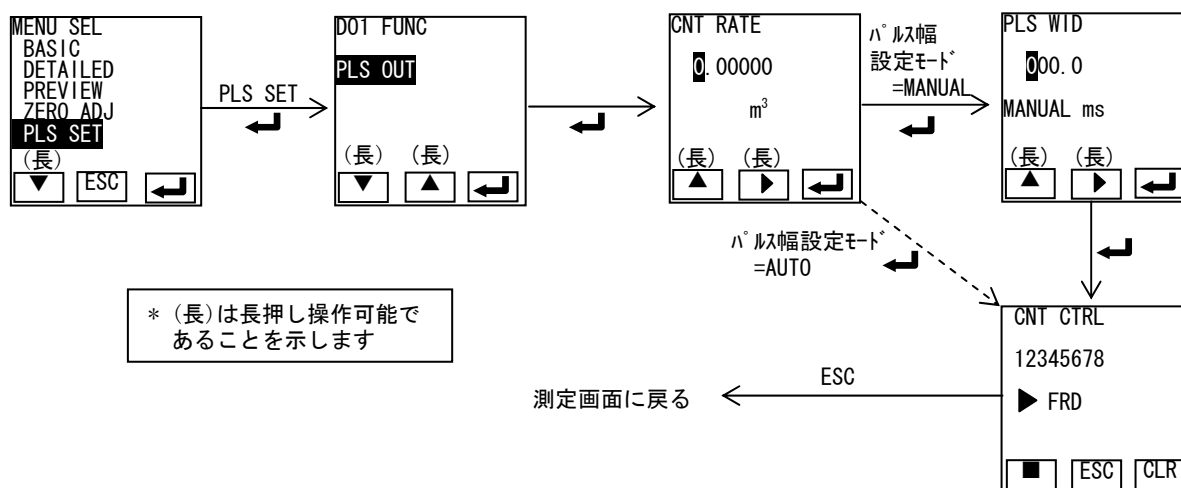 MENU SEL
BASIC
DETAILED
PREVIEW
ZERO ADJ
PLS SET
(長)
▼ ESC ↵
PLS SET
↵
DO1 FUNC
PLS OUT
(長) (長)
▼ ▲ ↵
↵
CNT RATE
0.00000
m³
(長) (長)
▲ ▶ ↵
パルス幅
設定モード
=MANUAL
↵
PLS WID
000.0
MANUAL ms
(長) (長)
▲ ▶ ↵
↵
パルス幅設定モード
=AUTO
↵
* (長)は長押し操作可能で
あることを示します
CNT CTRL
12345678
▶ FRD
■ ESC CLR
ESC
測定画面に戻る